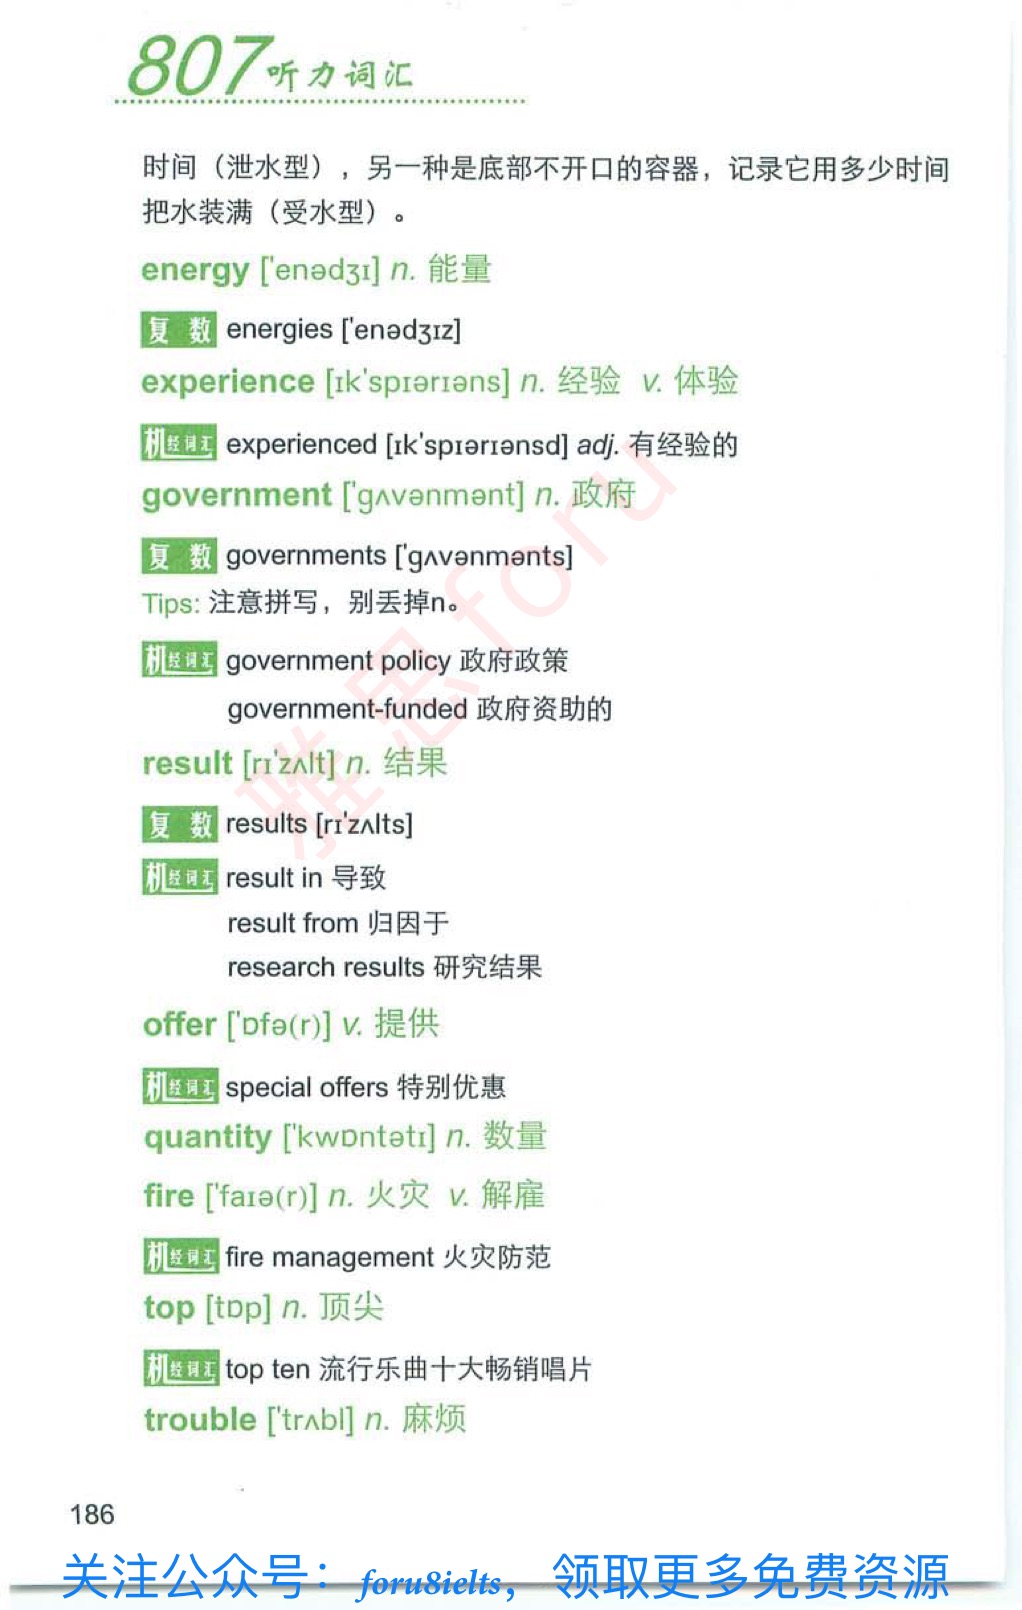 807听力词汇
时间（泄水型），另一种是底部不开口的容器，记录它用多少时间
把水装满（受水型）。
energy ['enədʒɪ] n. 能量
复 数 energies ['enədʒɪz]
experience [ɪk'spɪərɪəns] n. 经验 v. 体验
机经词汇 experienced [ɪk'spɪərɪənsd] adj. 有经验的
government ['gʌvənmənt] n. 政府
复 数 governments ['gʌvənmənts]
Tips: 注意拼写，别丢掉n。
机经词汇 government policy 政府政策
government-funded 政府资助的
result [rɪ'zʌlt] n. 结果
复 数 results [rɪ'zʌlts]
机经词汇 result in 导致
result from 归因于
research results 研究结果
offer ['ɒfə(r)] v. 提供
机经词汇 special offers 特别优惠
quantity ['kwɒntətɪ] n. 数量
fire ['faɪə(r)] n. 火灾 v. 解雇
机经词汇 fire management 火灾防范
top [tɒp] n. 顶尖
机经词汇 top ten 流行乐曲十大畅销唱片
trouble ['trʌbl] n. 麻烦
雅思foru
186
关注公众号：foru8ielts，领取更多免费资源